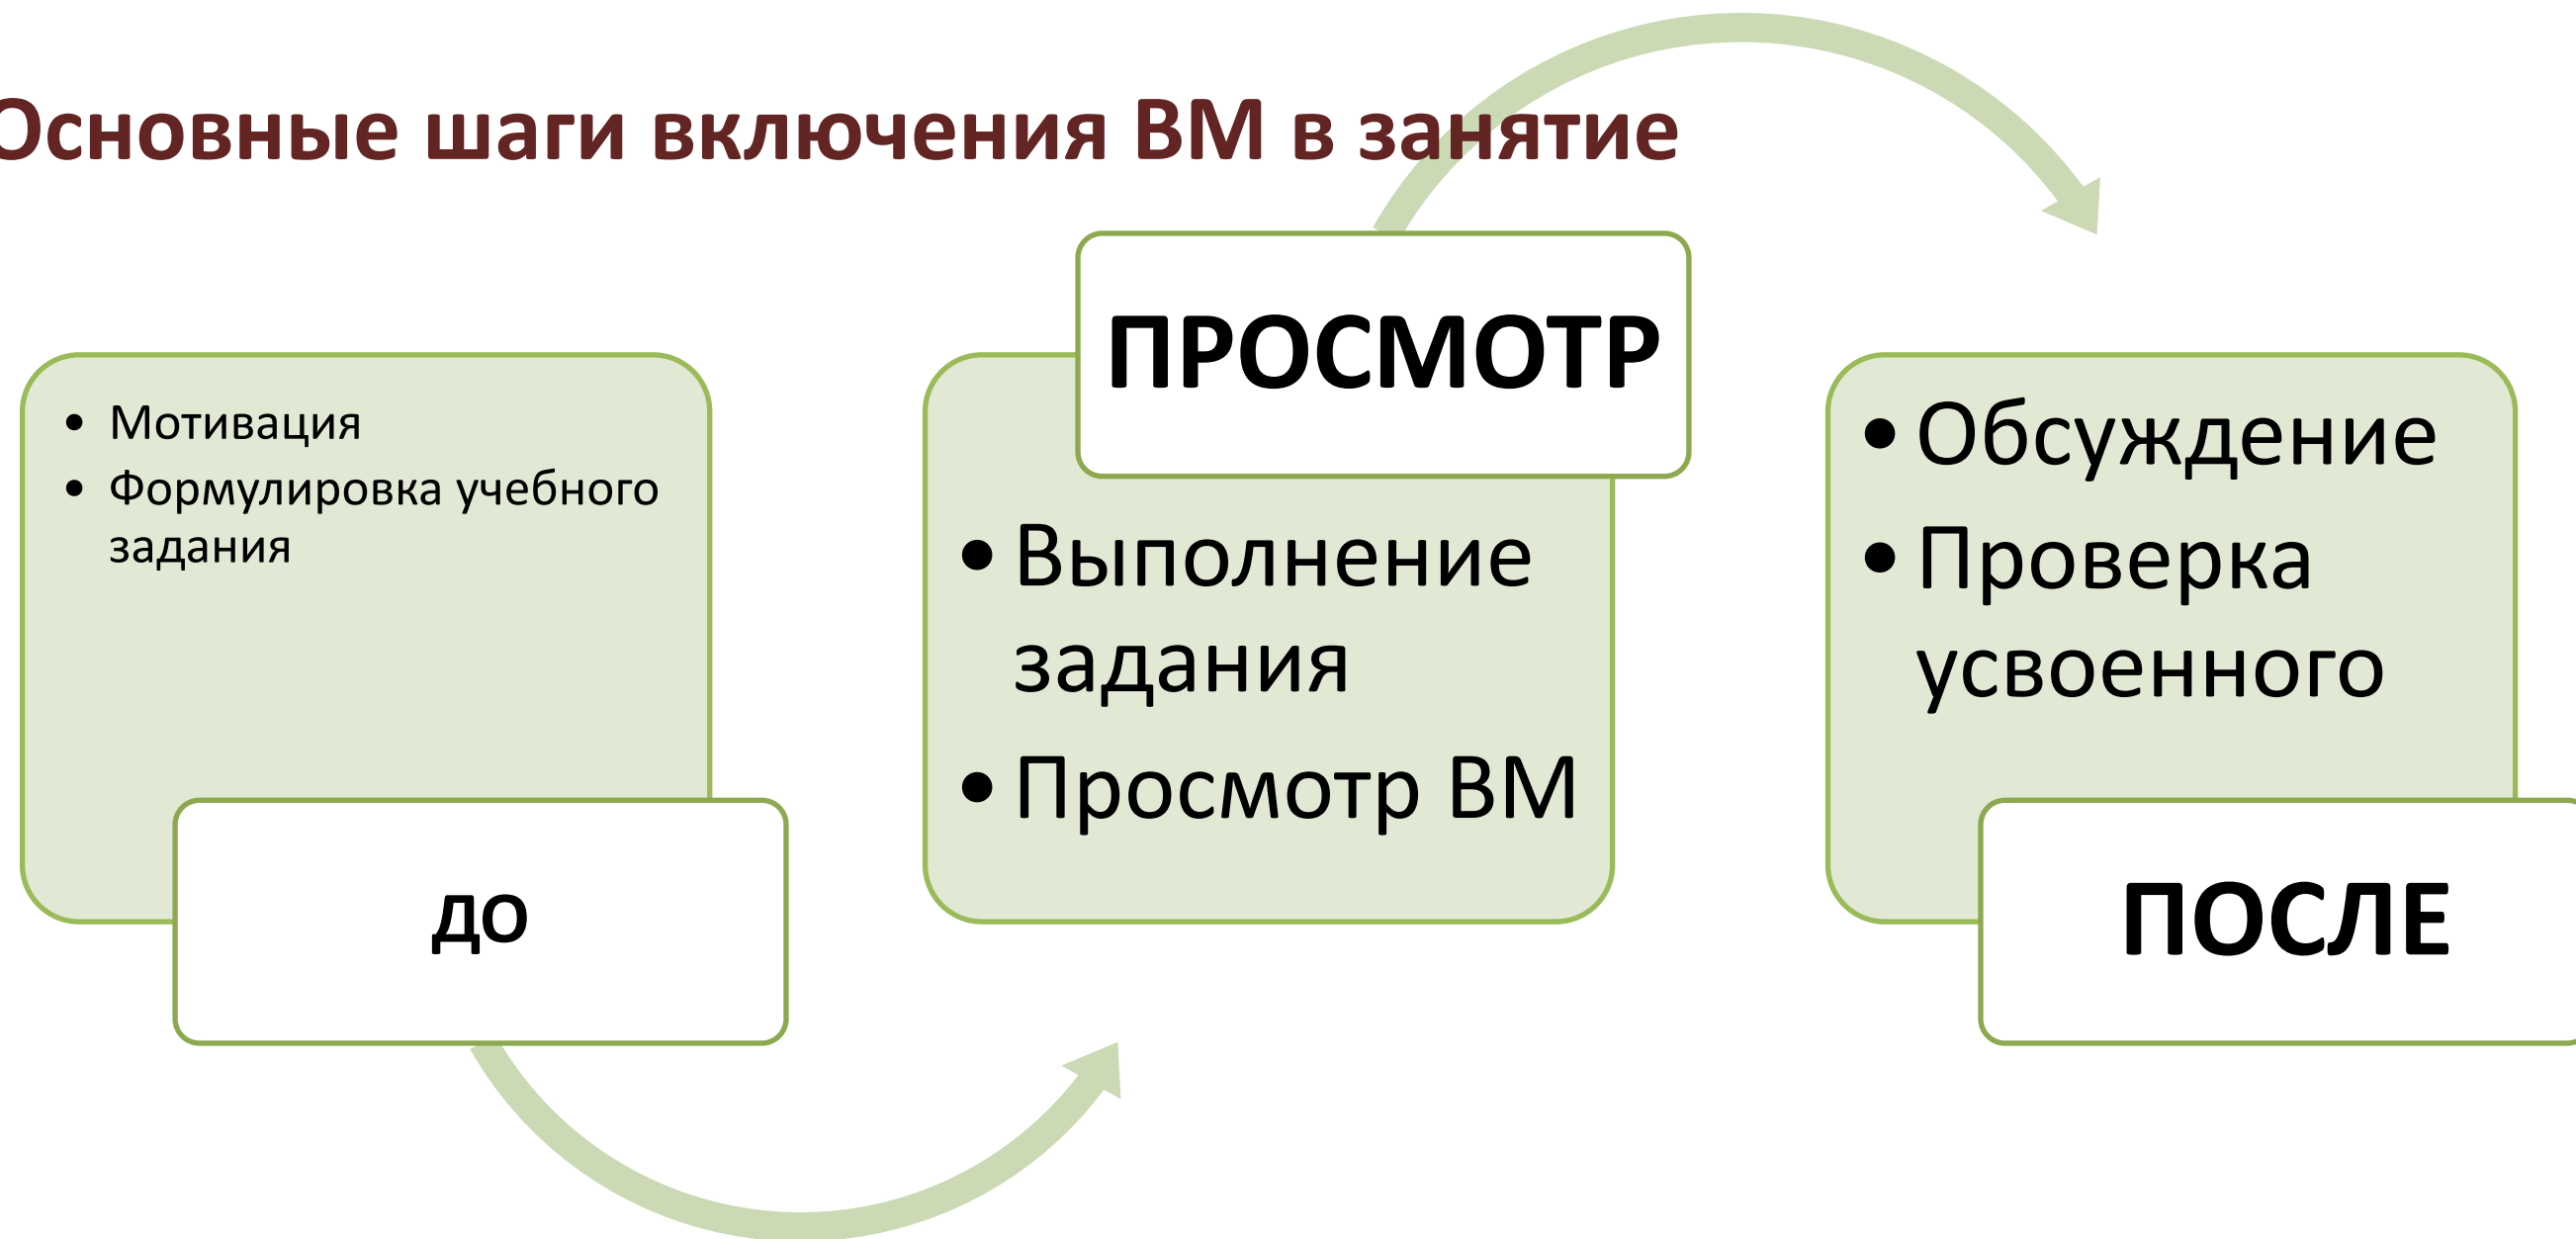 Основные шаги включения ВМ в занятие
• Мотивация
• Формулировка учебного
задания
ДО
ПРОСМОТР
• Выполнение
задания
• Просмотр ВМ
• Обсуждение
• Проверка
усвоенного
ПОСЛЕ